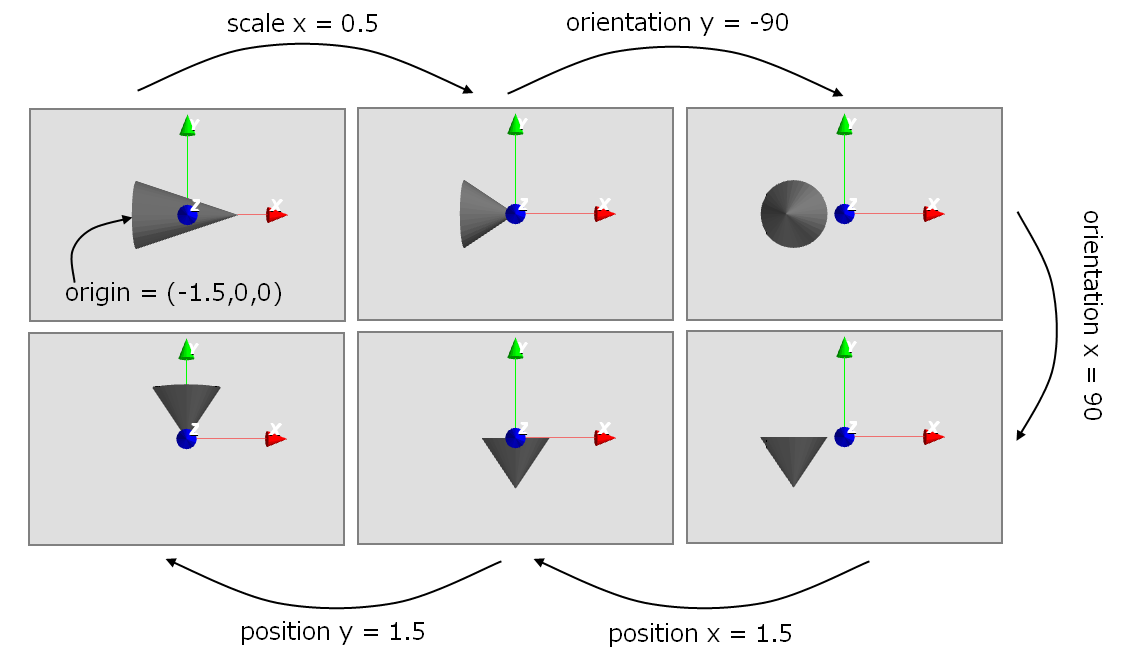 scale x = 0.5
orientation y = -90
Y
Z
X
origin = (-1.5,0,0)
Y
Z
X
Y
Z
X
orientation x = 90
Y
Z
X
Y
Z
X
Y
Z
X
position y = 1.5
position x = 1.5